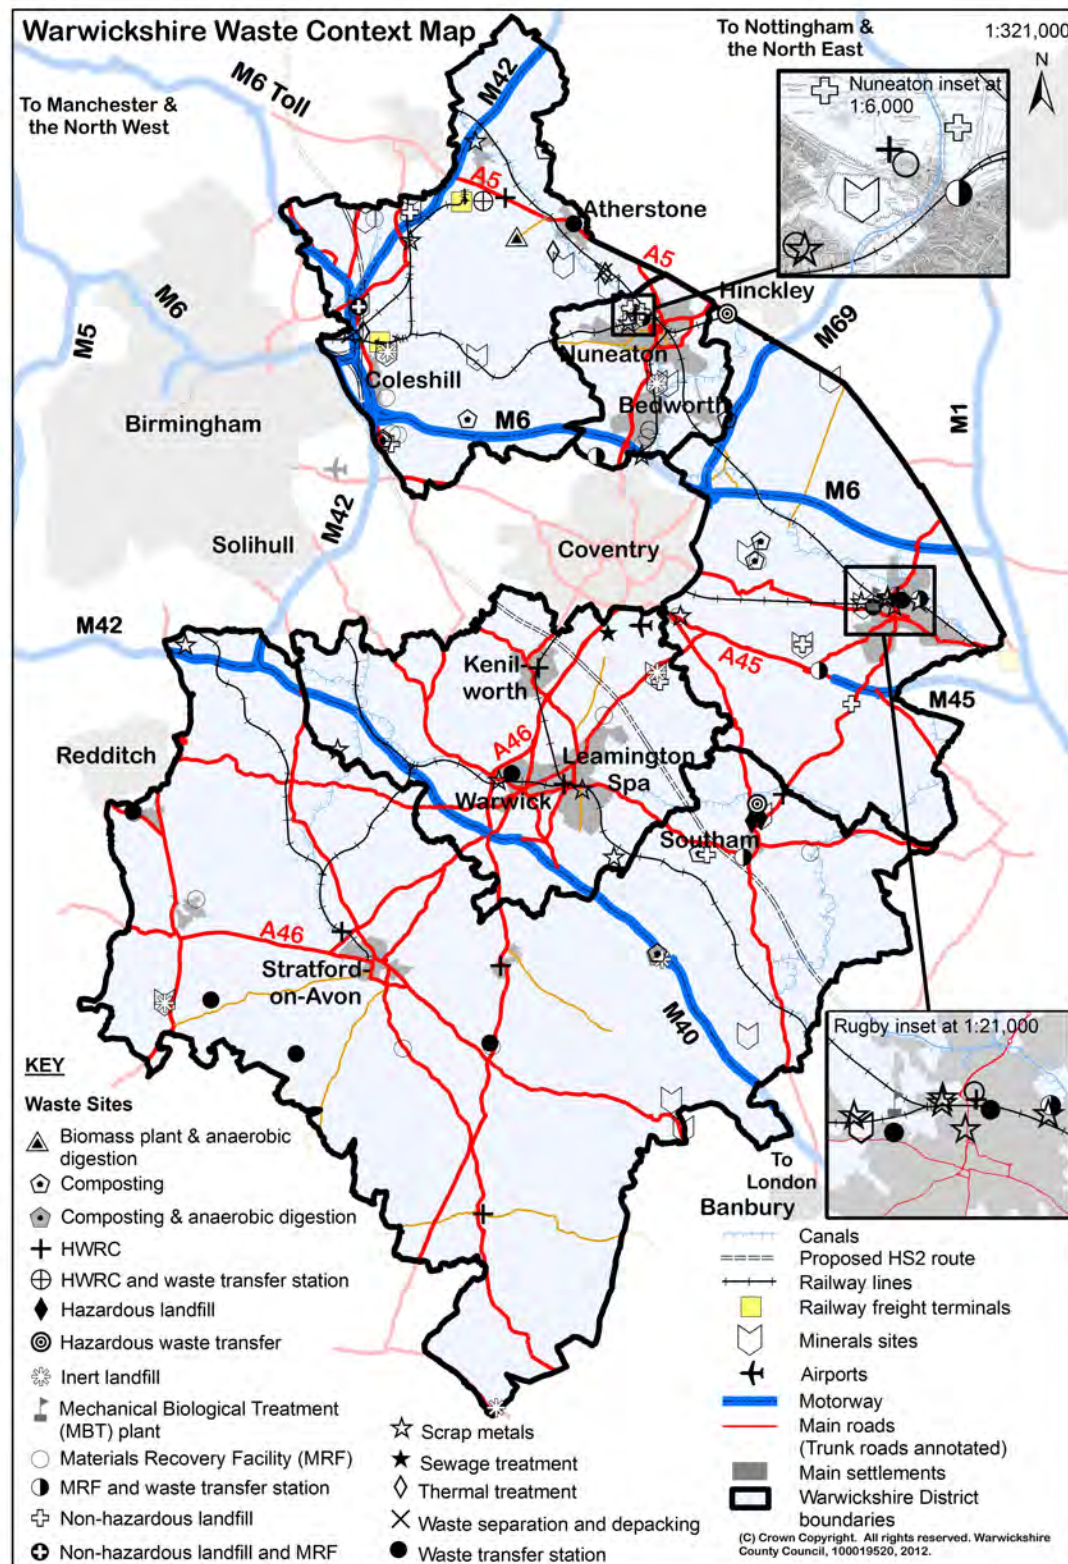 Warwickshire Waste Context Map
To Nottingham &
the North East
1:321,000
N
M42
M6 Toll
To Manchester &
the North West
Nuneaton inset at
1:6,000
A5
Atherstone
A5
Hinckley
M6
M5
M69
Nuneaton
Coleshill
Bedworth
M1
Birmingham
M6
M6
M42
Solihull
Coventry
M42
Kenil-
worth
A45
M45
Redditch
A46
Leamington
Spa
Warwick
Southam
A46
Stratford-
on-Avon
M40
Rugby inset at 1:21,000
To
London
Banbury
KEY
Waste Sites
Biomass plant & anaerobic
digestion
Composting
Composting & anaerobic digestion
HWRC
HWRC and waste transfer station
Hazardous landfill
Hazardous waste transfer
Inert landfill
Mechanical Biological Treatment
(MBT) plant
Materials Recovery Facility (MRF)
MRF and waste transfer station
Non-hazardous landfill
Non-hazardous landfill and MRF
Scrap metals
Sewage treatment
Thermal treatment
Waste separation and depacking
Waste transfer station
Canals
Proposed HS2 route
Railway lines
Railway freight terminals
Minerals sites
Airports
Motorway
Main roads
(Trunk roads annotated)
Main settlements
Warwickshire District
boundaries
(C) Crown Copyright. All rights reserved. Warwickshire
County Council, 100019520, 2012.